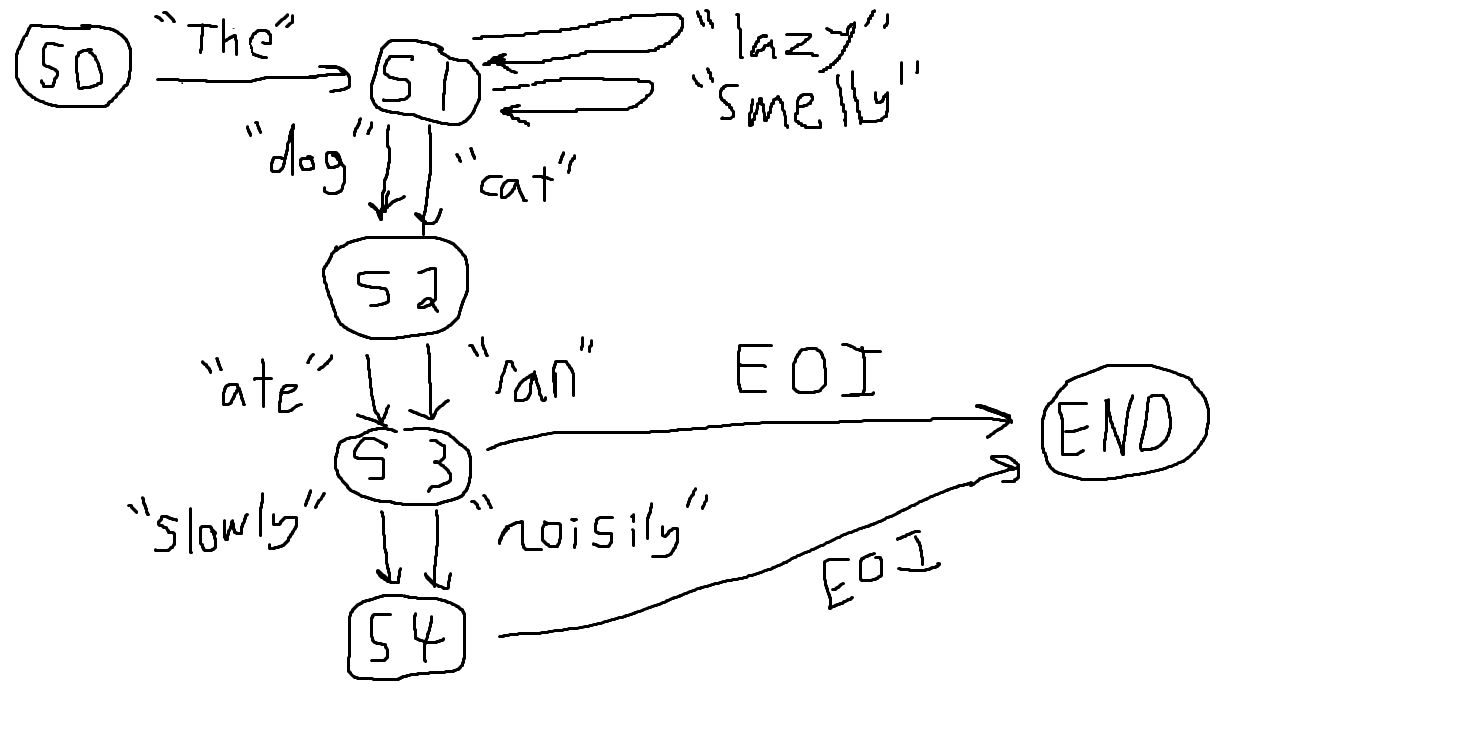 S0 "The" S1 "lazy"
"smelly"
"dog" "cat"
S2
"ate" "ran" EOI
S3 END
"slowly" "noisily"
EOI
S4